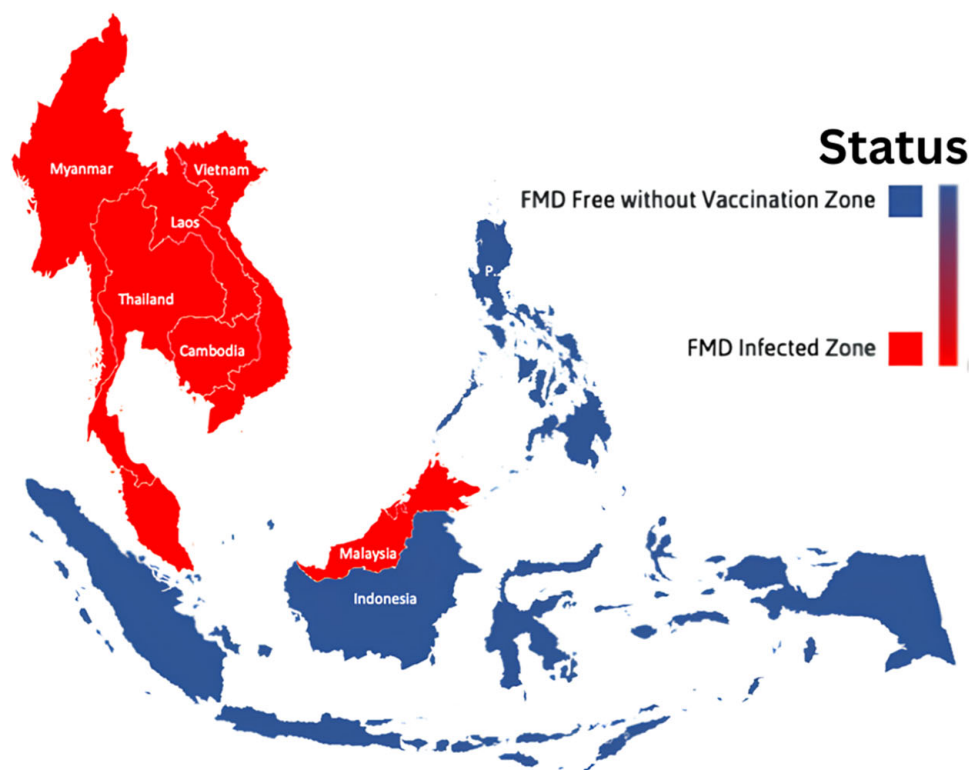 Status
FMD Free without Vaccination Zone
FMD Infected Zone
Myanmar
Vietnam
Laos
Thailand
Cambodia
P...
Malaysia
Indonesia